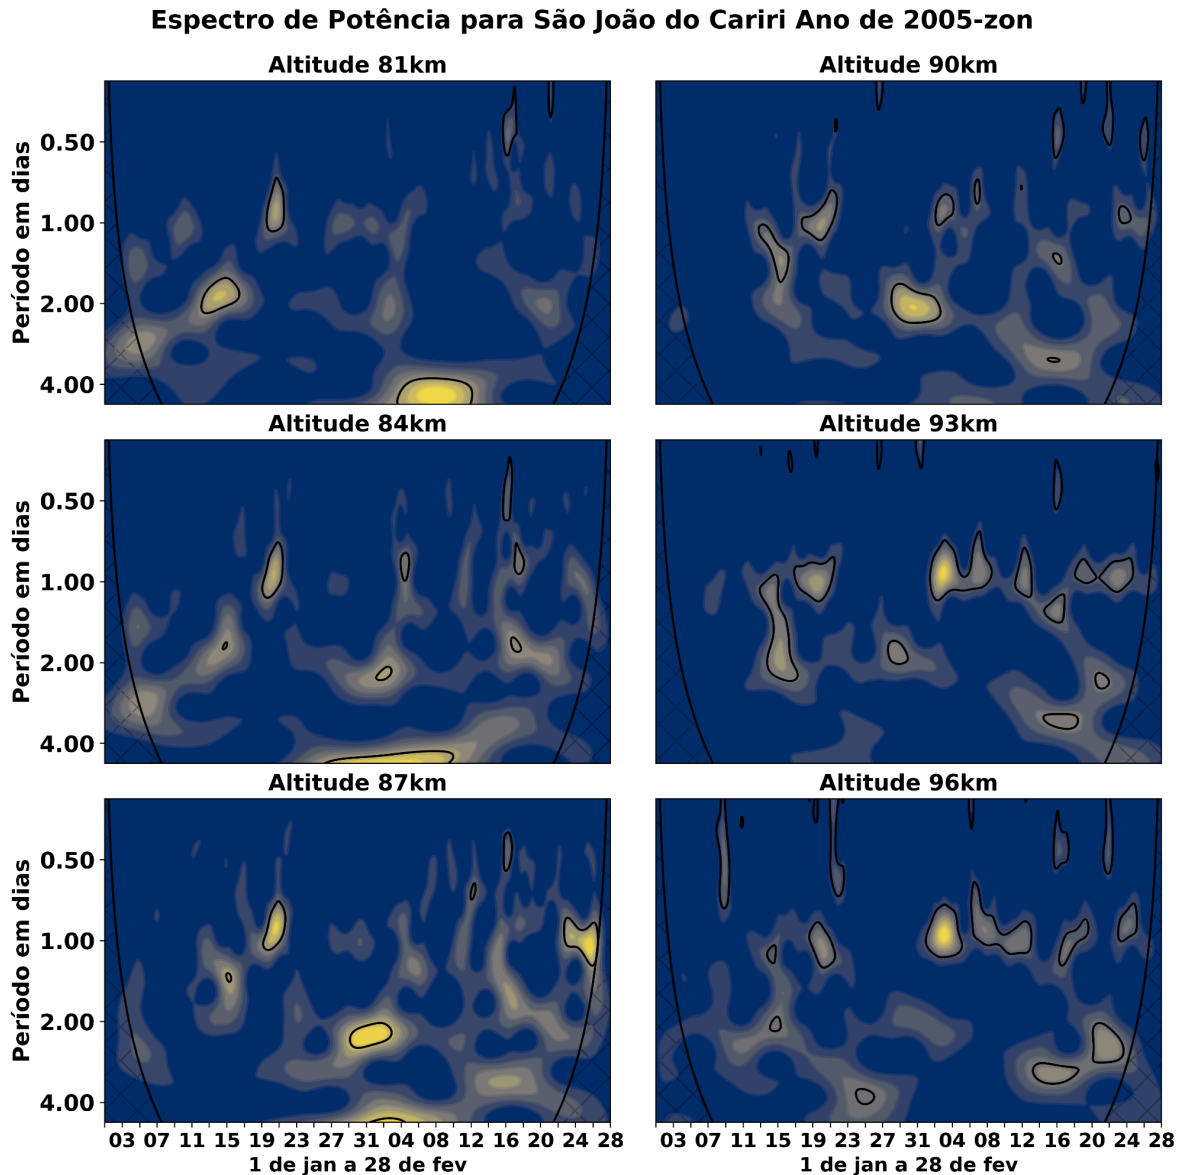 Espectro de Potência para São João do Cariri Ano de 2005-zon
Altitude 81km
Altitude 90km
Período em dias
0.50
1.00
2.00
4.00
Altitude 84km
Altitude 93km
Período em dias
0.50
1.00
2.00
4.00
Altitude 87km
Altitude 96km
Período em dias
0.50
1.00
2.00
4.00
03 07 11 15 19 23 27 31 04 08 12 16 20 24 28
03 07 11 15 19 23 27 31 04 08 12 16 20 24 28
1 de jan a 28 de fev
1 de jan a 28 de fev